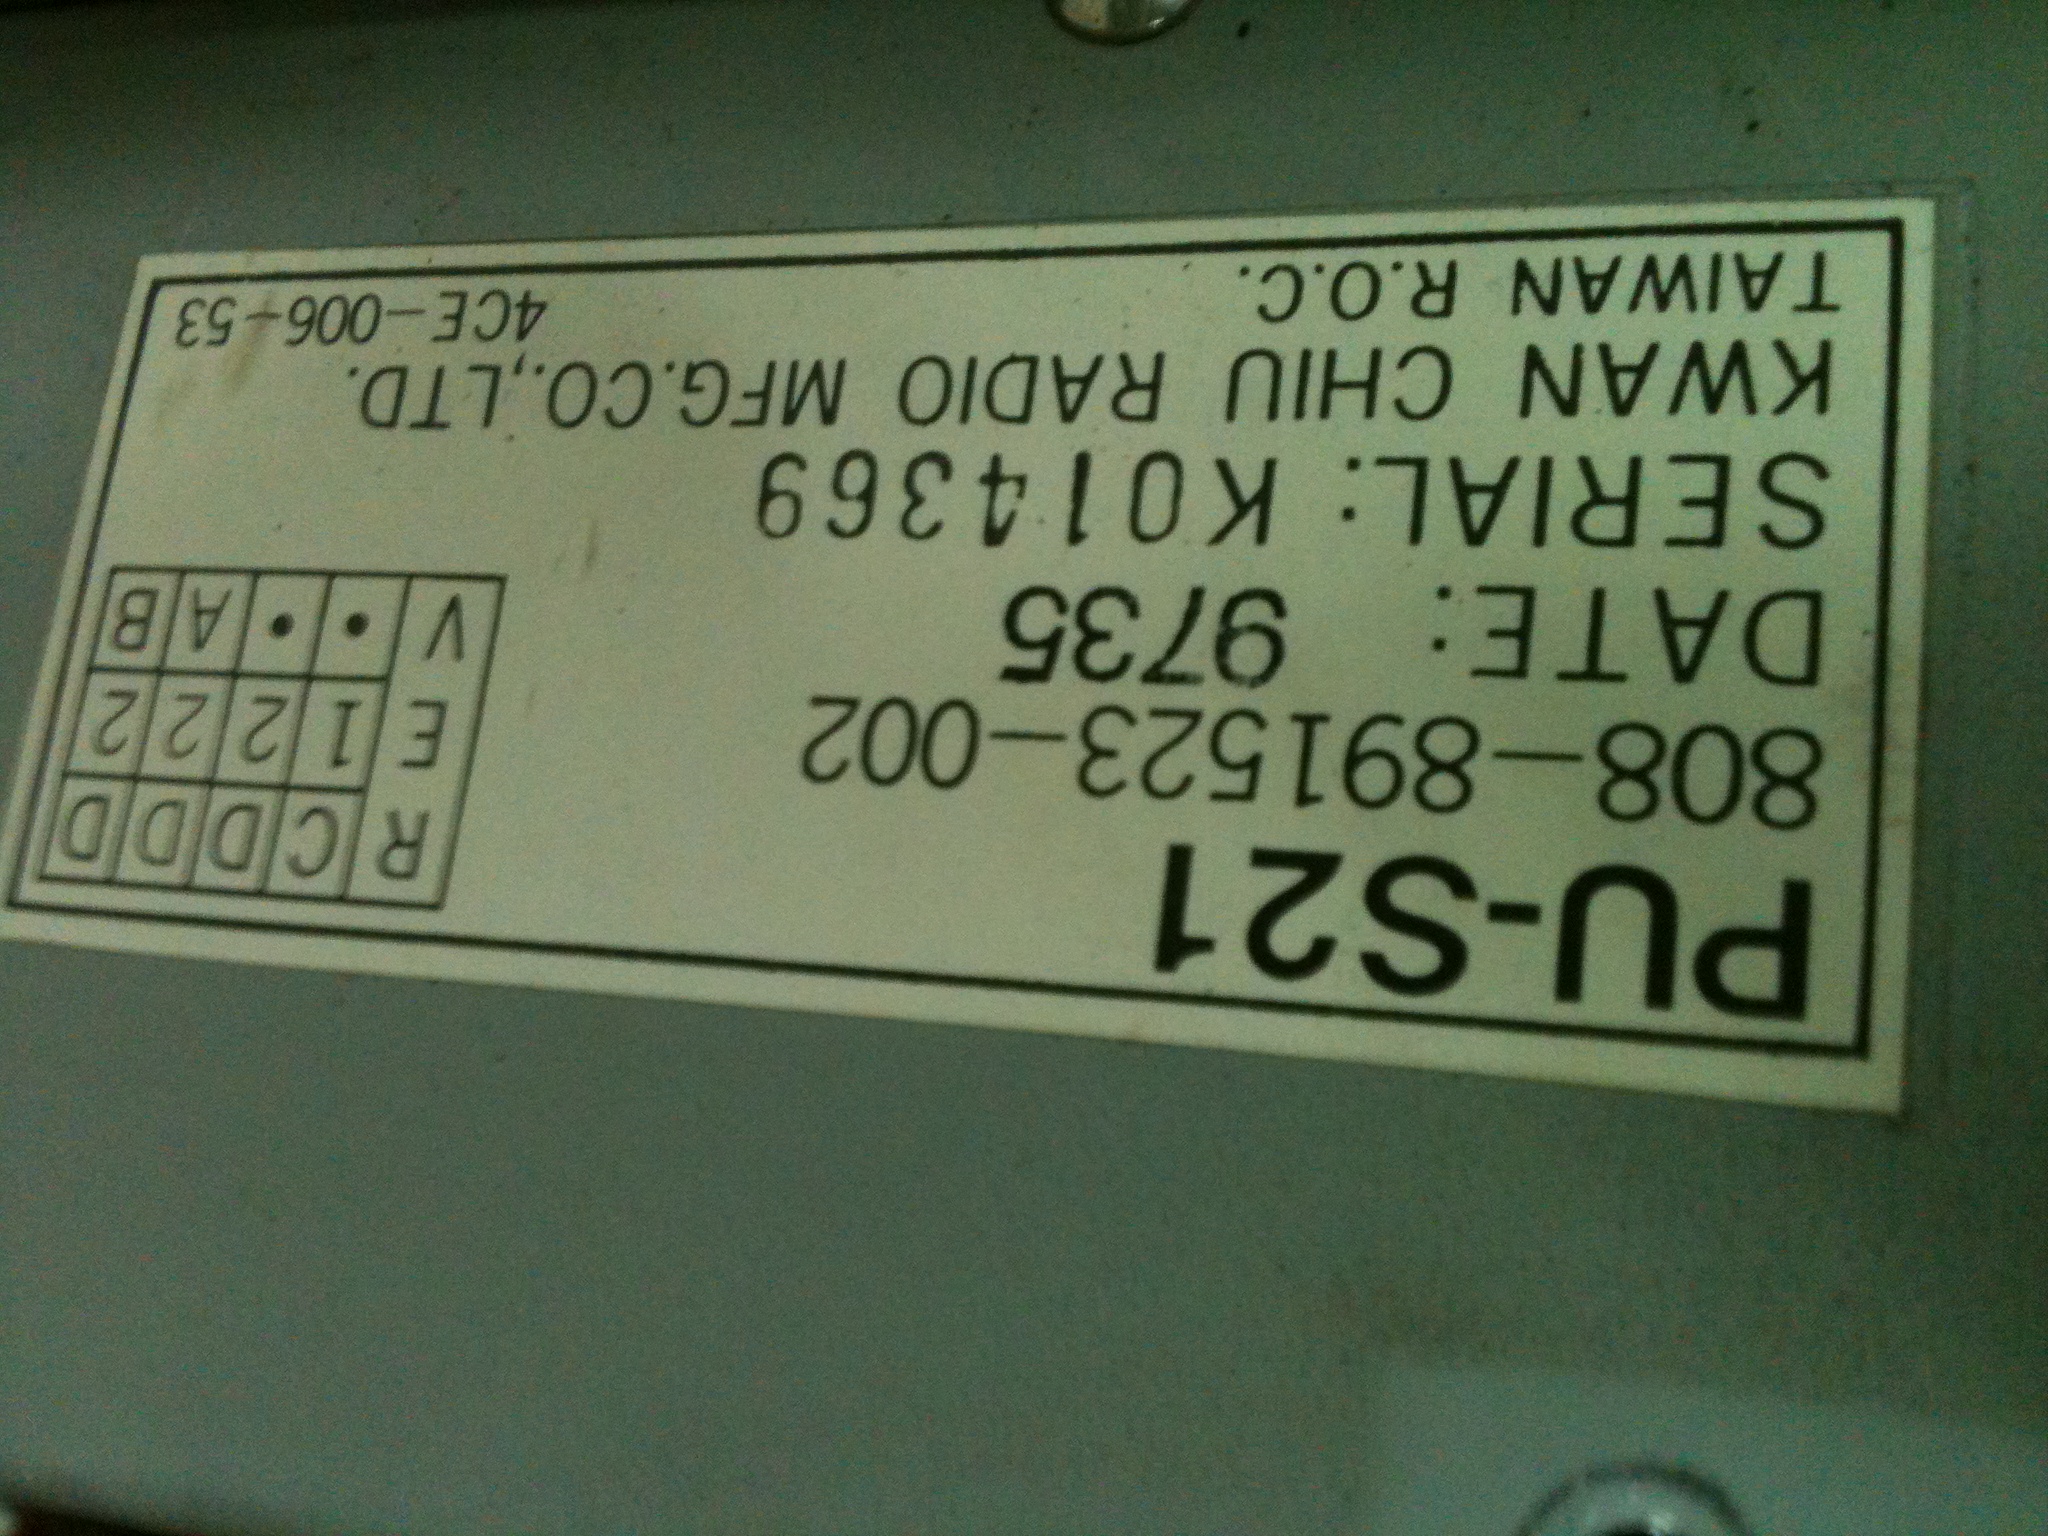 PU-S21
808-891523-002
DATE: 9735
SERIAL: K014369
KWAN CHIU RADIO MFG.CO.,LTD.
TAIWAN R.O.C. 4CE-006-53
R C D D D
E 1 2 2 2
V • • A B